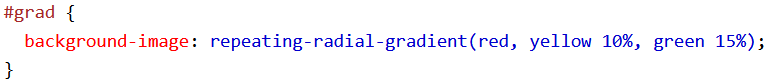 #grad {
  background-image: repeating-radial-gradient(red, yellow 10%, green 15%);
}